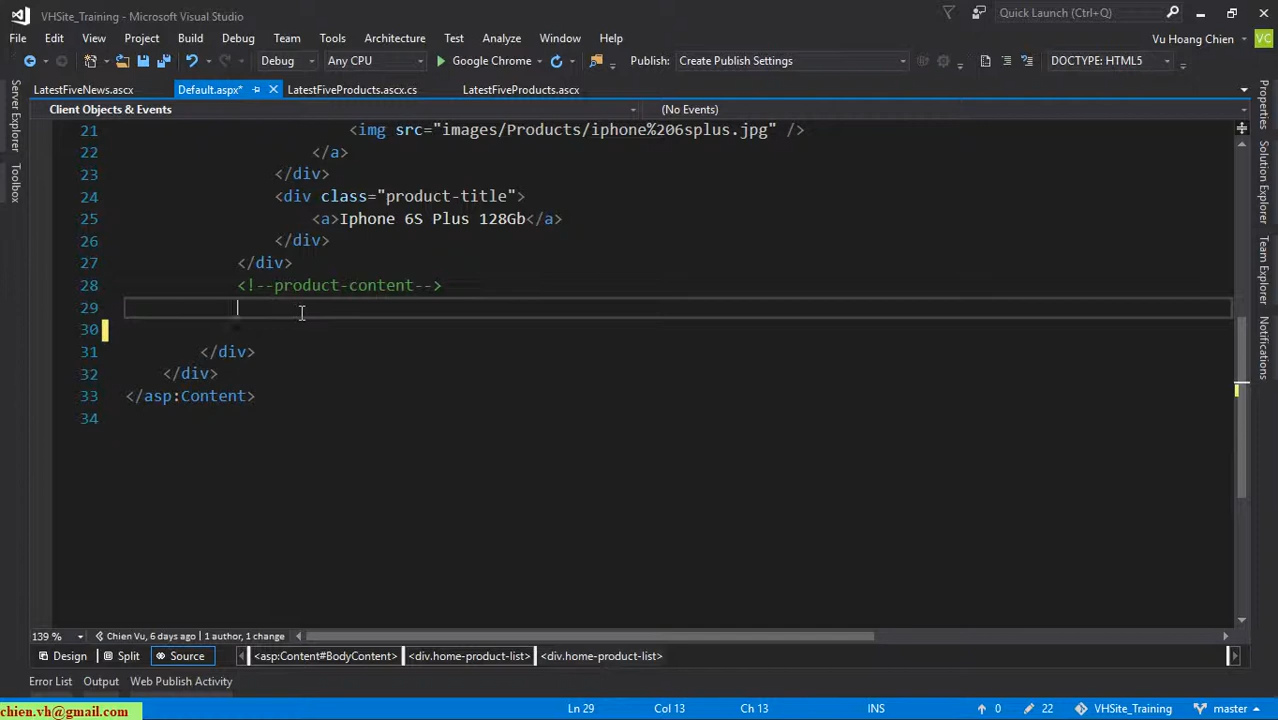 VHSite_Training - Microsoft Visual Studio
Quick Launch (Ctrl+Q)
File Edit View Project Build Debug Team Tools Architecture Test Analyze Window Help
Vu Hoang Chien VC
Debug Any CPU Google Chrome Publish: Create Publish Settings DOCTYPE: HTML5
LatestFiveNews.ascx Default.aspx* LatestFiveProducts.ascx.cs LatestFiveProducts.ascx
Client Objects & Events (No Events)
Server Explorer
Toolbox
Properties
Solution Explorer
Team Explorer
Notifications
21 <img src="images/Products/iphone%206splus.jpg" />
22 </a>
23 </div>
24 <div class="product-title">
25 <a>Iphone 6S Plus 128Gb</a>
26 </div>
27 </div>
28 <!--product-content-->
29
30
31 </div>
32 </div>
33 </asp:Content>
34
139 % Chien Vu, 6 days ago | 1 author, 1 change
Design Split Source <asp:Content#BodyContent> <div.home-product-list> <div.home-product-list>
Error List Output Web Publish Activity
chien.vh@gmail.com Ln 29 Col 13 Ch 13 INS 0 22 VHSite_Training master